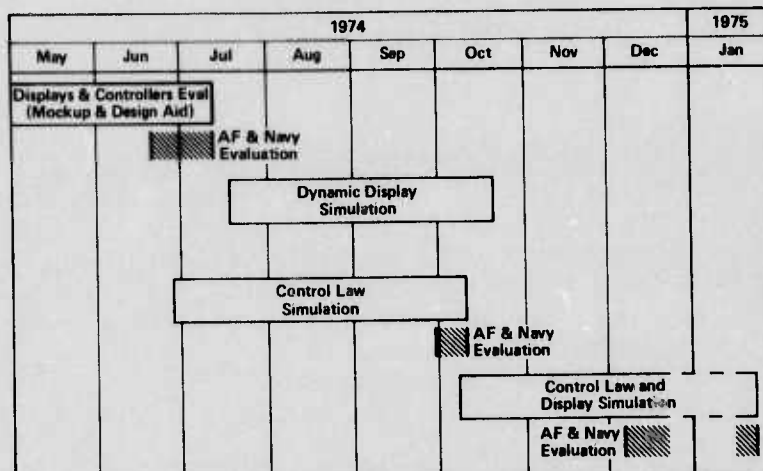 1974
1975
May
Jun
Jul
Aug
Sep
Oct
Nov
Dec
Jan
Displays & Controllers Eval
(Mockup & Design Aid)
AF & Navy
Evaluation
Dynamic Display
Simulation
Control Law
Simulation
AF & Navy
Evaluation
Control Law and
Display Simulation
AF & Navy
Evaluation